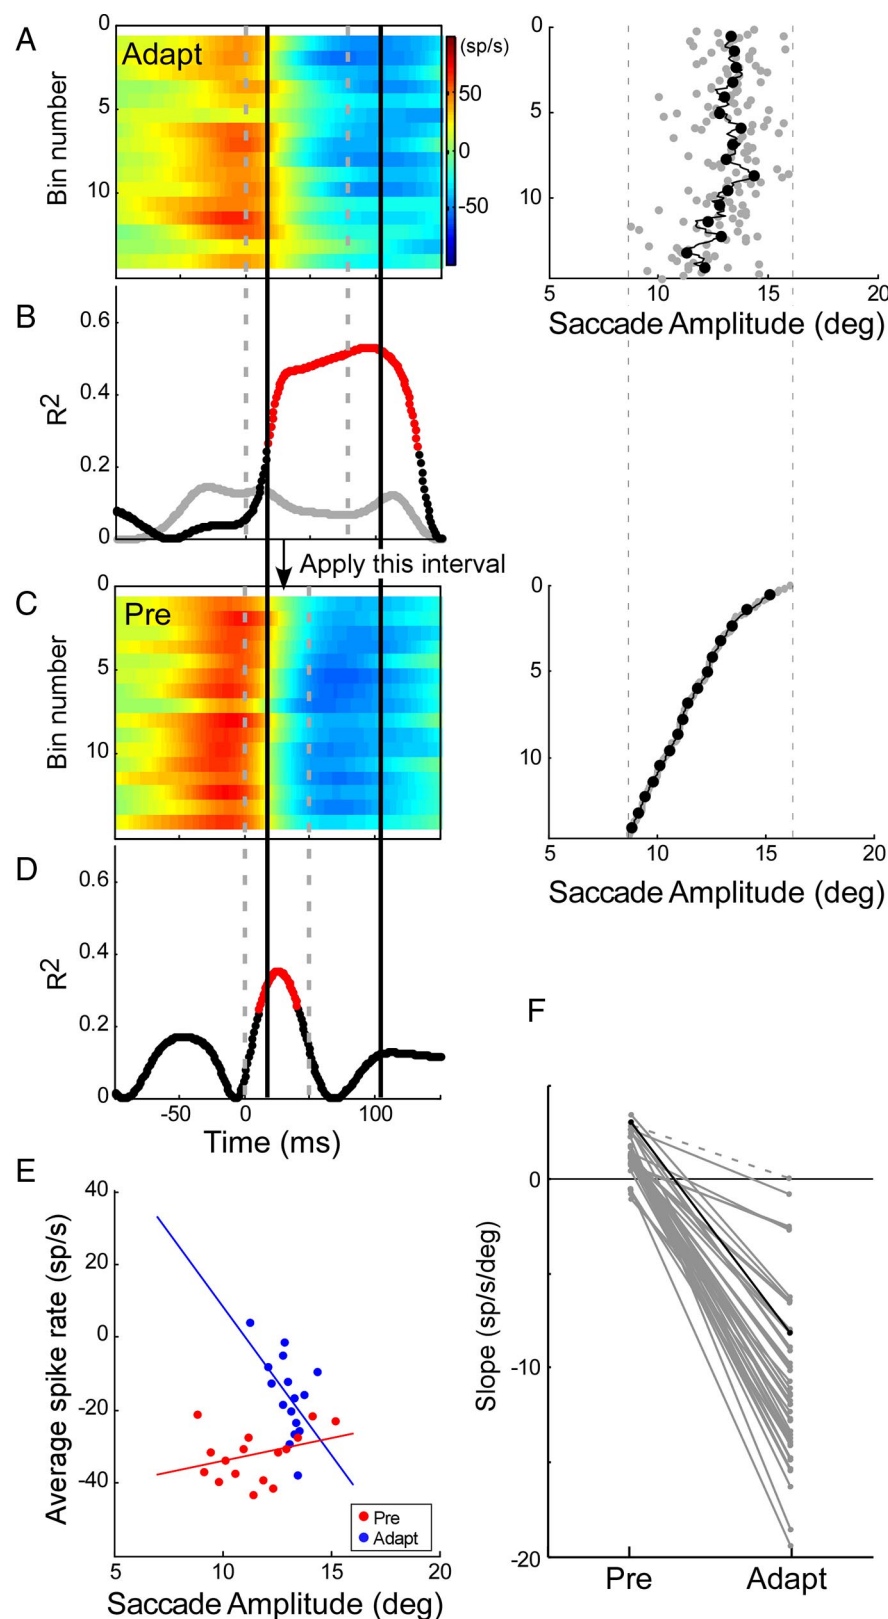 A
Adapt
(sp/s)
50
0
-50
Bin number
0
5
10
0
5
10
5
10
15
20
Saccade Amplitude (deg)
B
R2
0.6
0.4
0.2
0
Apply this interval
C
Pre
Bin number
0
5
10
0
5
10
5
10
15
20
Saccade Amplitude (deg)
D
R2
0.6
0.4
0.2
0
-50
0
100
Time (ms)
E
Average spike rate (sp/s)
40
20
0
-20
-40
5
10
15
20
Pre
Adapt
Saccade Amplitude (deg)
F
Slope (sp/s/deg)
0
-10
-20
Pre
Adapt